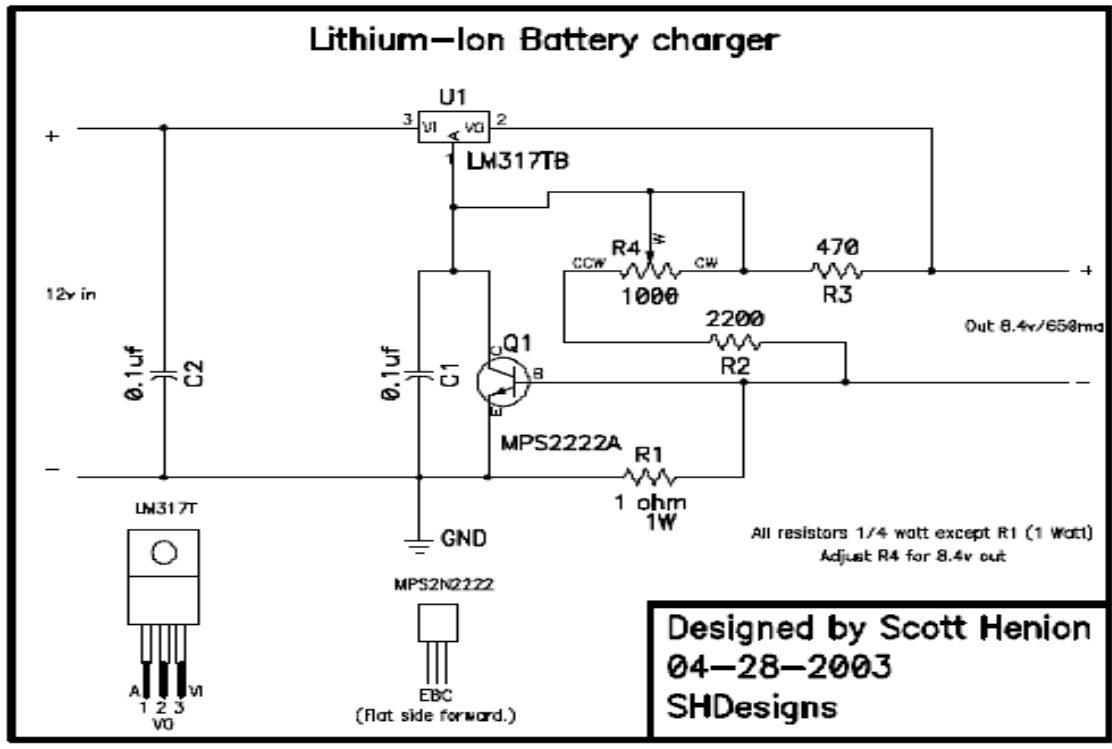 Lithium-Ion Battery charger
U1
+
3 VI A VO 2
1 LM317TB
W
R4
CCW CW
1000
470
R3
+
12v in
2200
R2
Out 8.4v/650ma
0.1uf C2
0.1uf C1
C Q1
B
E
-
MPS2222A
-
R1
1 ohm
1W
LM317T
GND
All resistors 1/4 watt except R1 (1 Watt)
Adjust R4 for 8.4v out
MPS2N2222
A VI
1 2 3
VO
EBC
(Flat side forward.)
Designed by Scott Henion
04-28-2003
SHDesigns